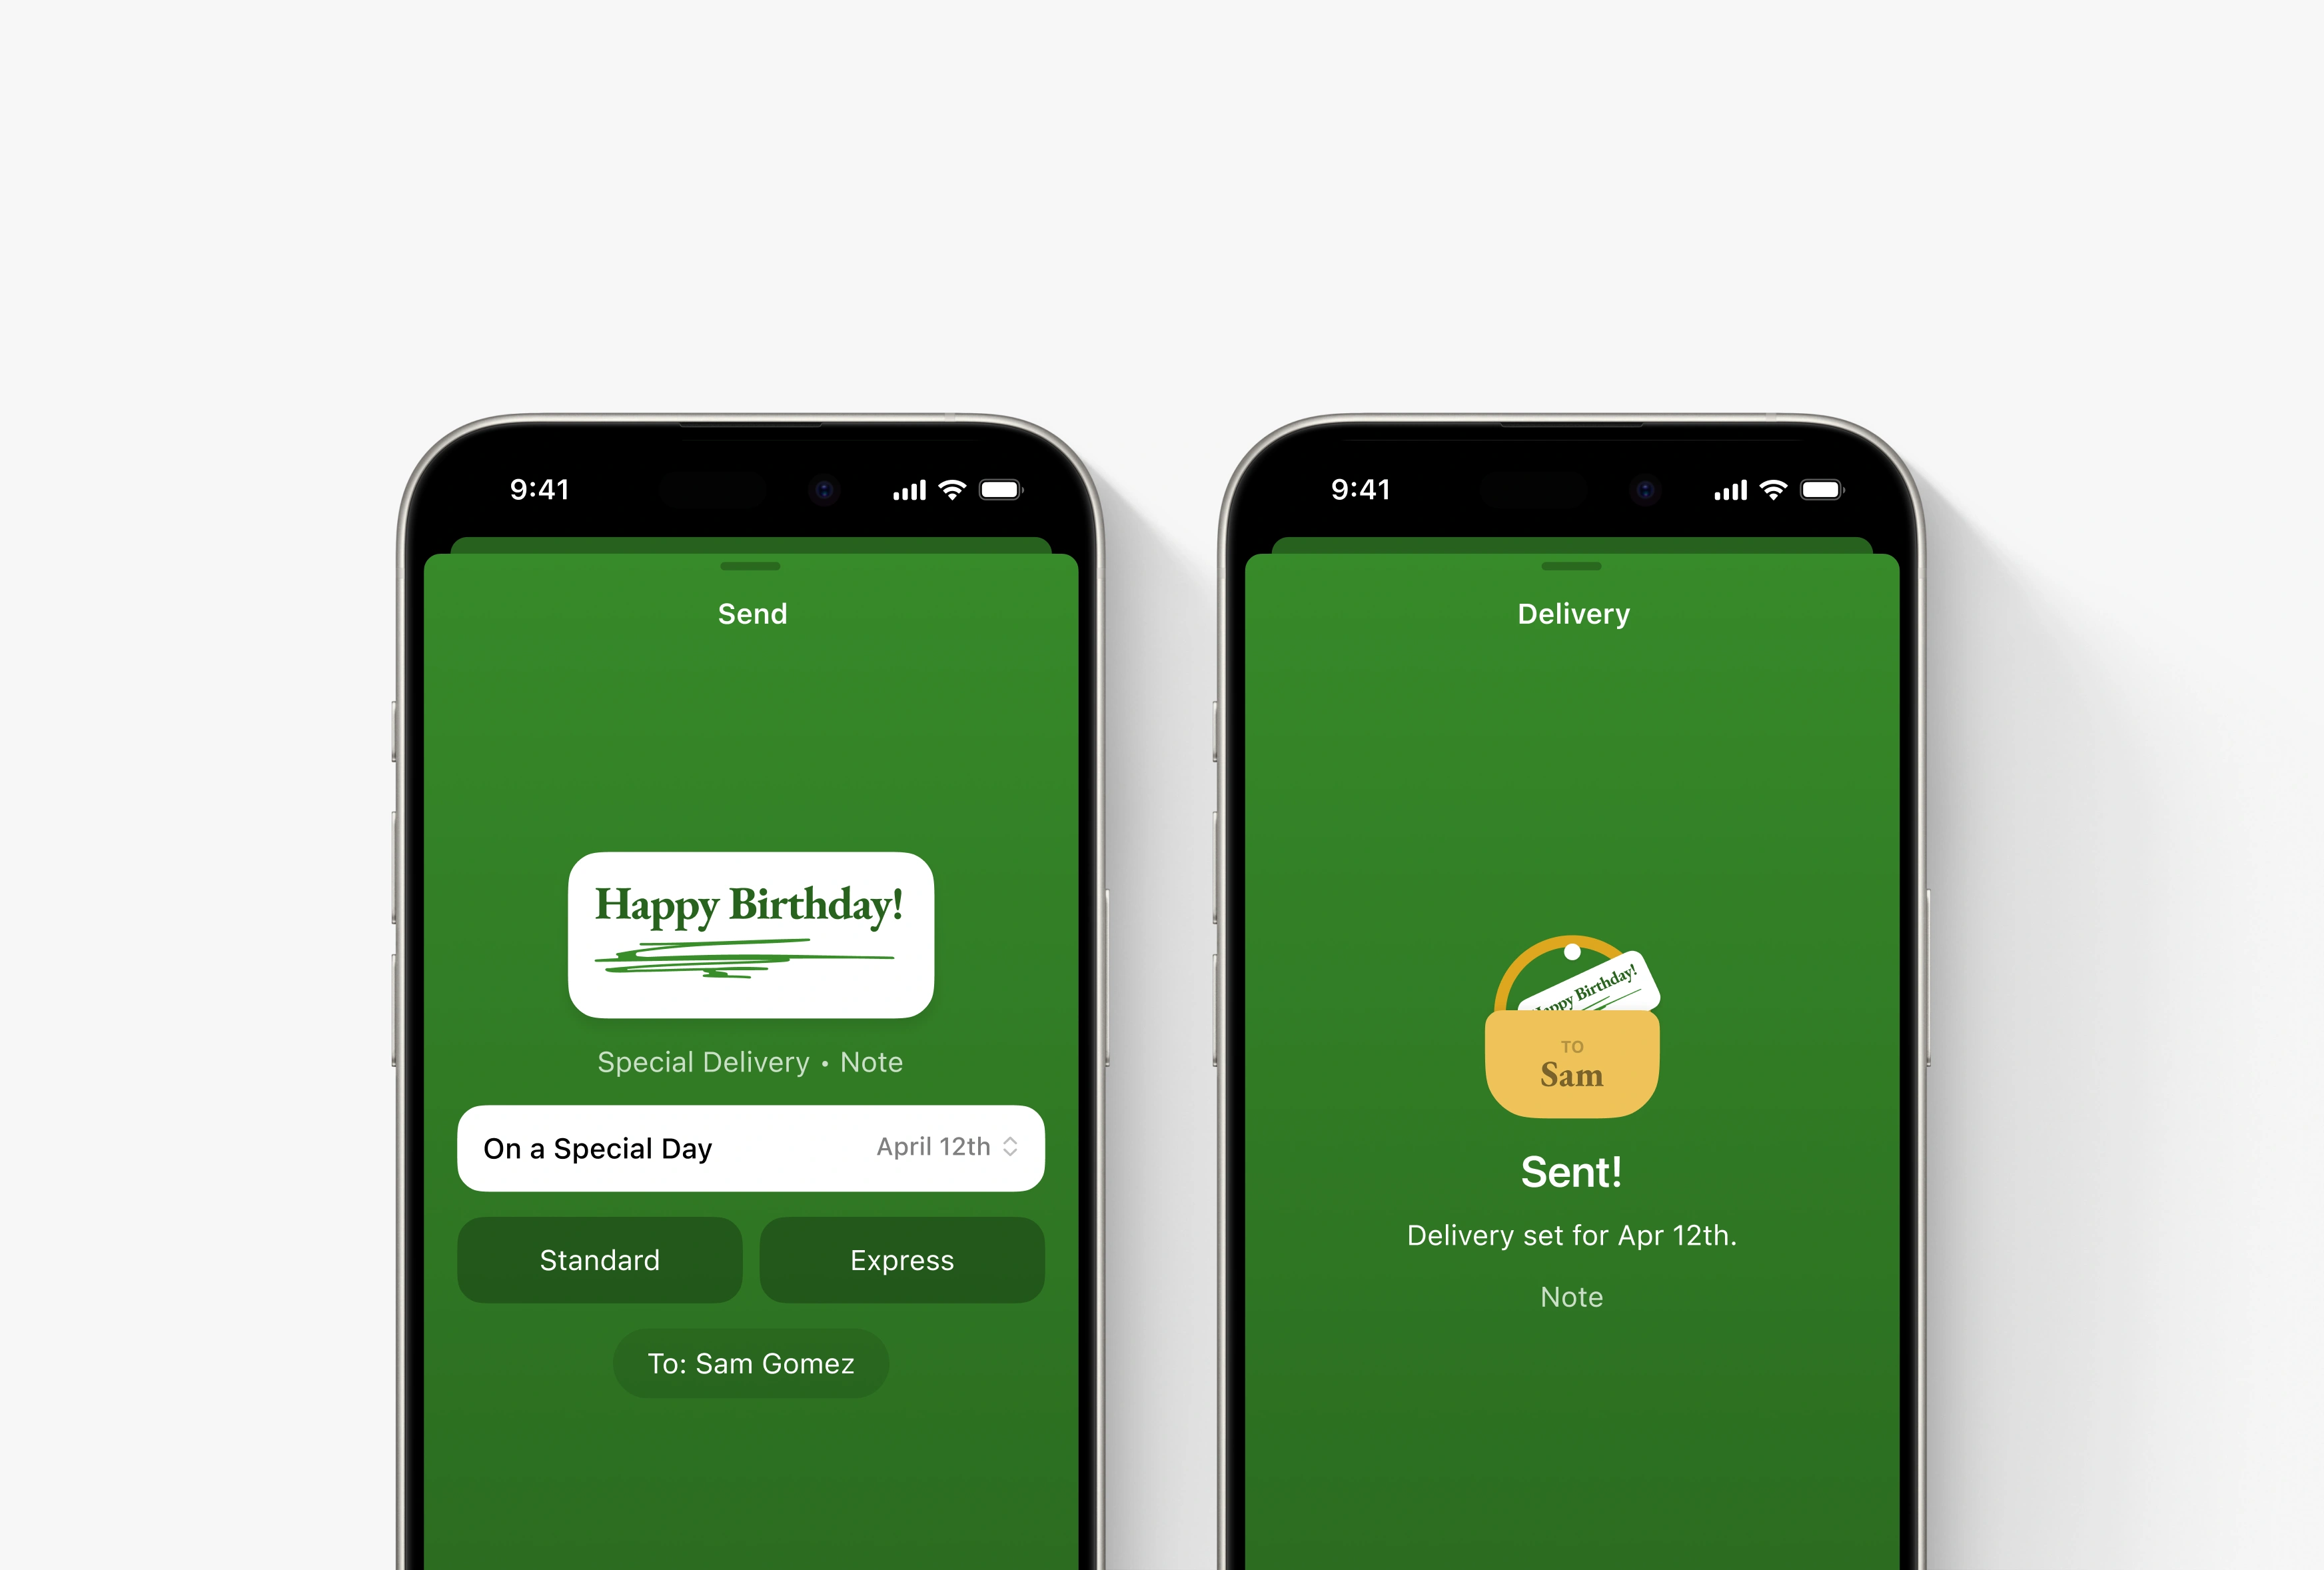 9:41
Send
Happy Birthday!
Special Delivery • Note
On a Special Day
April 12th
Standard
Express
To: Sam Gomez
9:41
Delivery
Happy Birthday!
TO
Sam
Sent!
Delivery set for Apr 12th.
Note